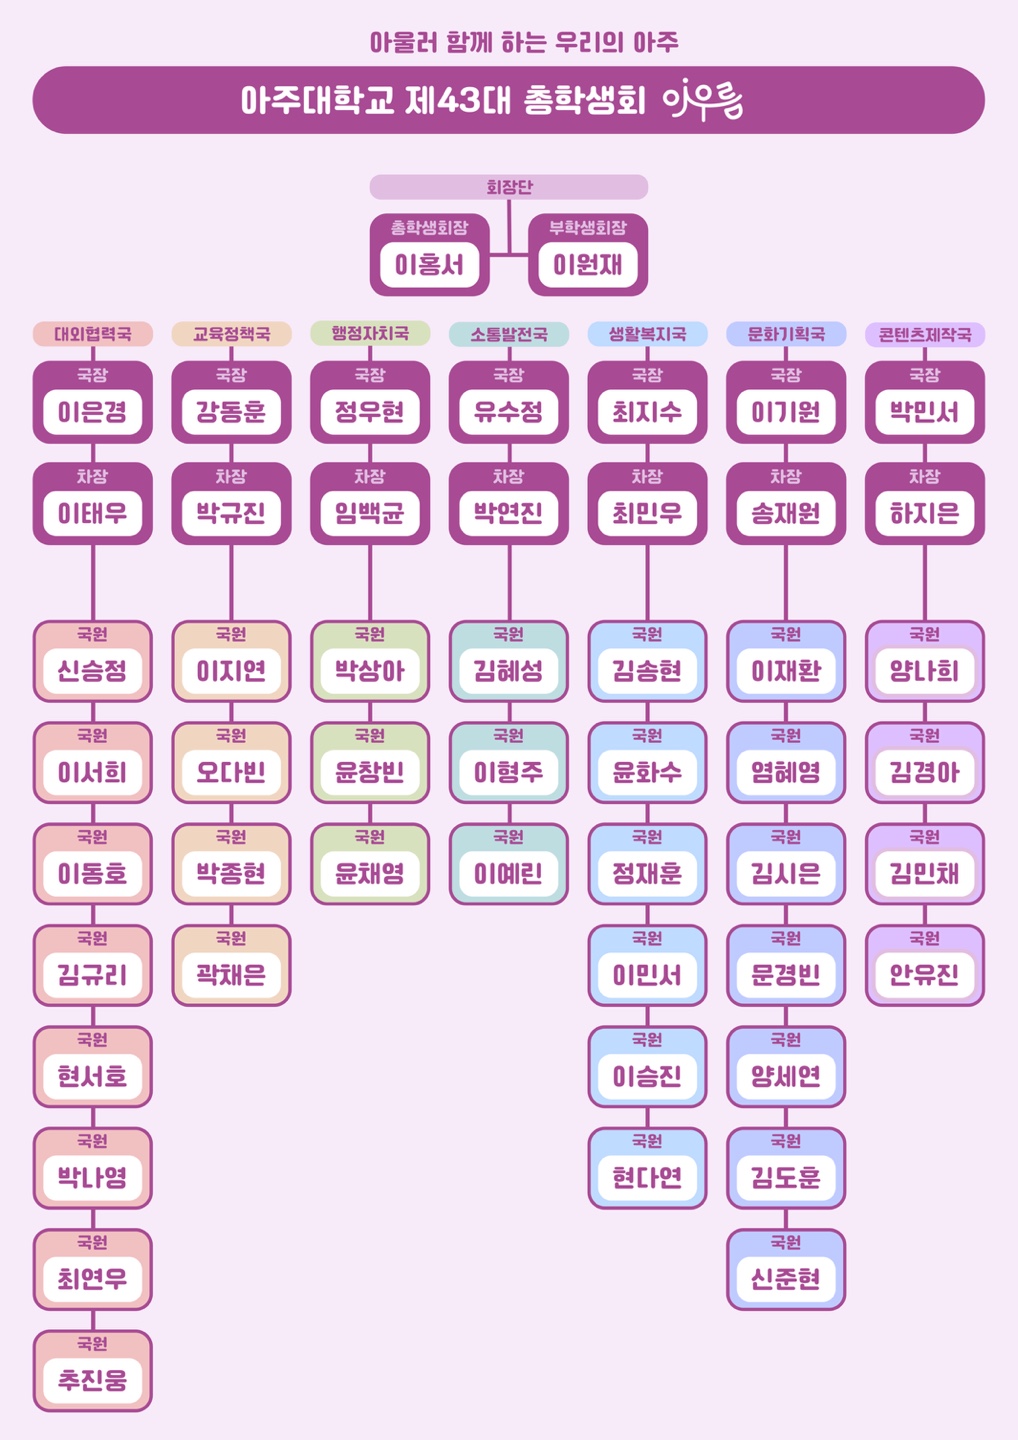 아울러 함께 하는 우리의 아주
아주대학교 제43대 총학생회 아우름
회장단
총학생회장
이홍서
부학생회장
이원재
대외협력국
국장
이은경
차장
이태우
국원
신승정
국원
이서희
국원
이동호
국원
김규리
국원
현서호
국원
박나영
국원
최연우
국원
추진웅
교육정책국
국장
강동훈
차장
박규진
국원
이지연
국원
오다빈
국원
박종현
국원
곽채은
행정자치국
국장
정우현
차장
임백균
국원
박상아
국원
윤창빈
국원
윤채영
소통발전국
국장
유수정
차장
박연진
국원
김혜성
국원
이형주
국원
이예린
생활복지국
국장
최지수
차장
최민우
국원
김송현
국원
윤화수
국원
정재훈
국원
이민서
국원
이승진
국원
현다연
문화기획국
국장
이기원
차장
송재원
국원
이재환
국원
염혜영
국원
김시은
국원
문경빈
국원
양세연
국원
김도훈
국원
신준현
콘텐츠제작국
국장
박민서
차장
하지은
국원
양나희
국원
김경아
국원
김민채
국원
안유진